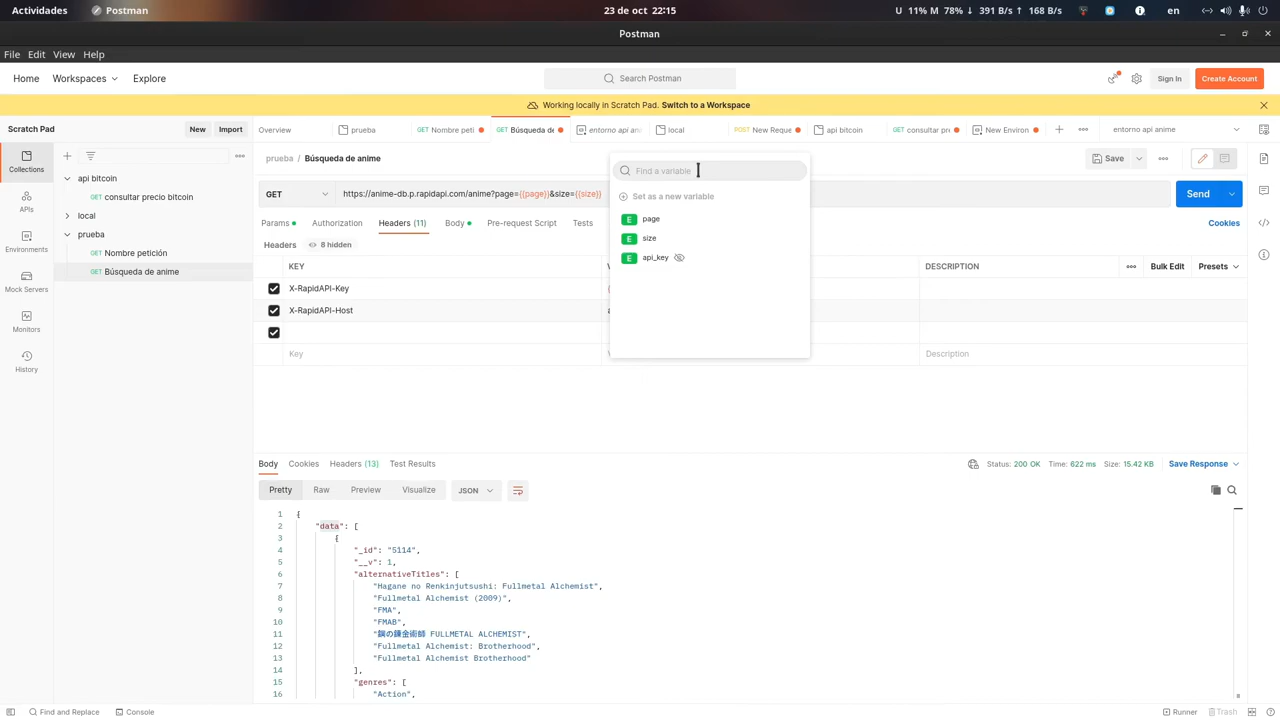 Actividades
Postman
23 de oct 22:15
U 11% M 78% ↓ 391 B/s ↑ 168 B/s
en
Postman
File Edit View Help
Home Workspaces Explore
Search Postman
Sign In
Create Account
Working locally in Scratch Pad. Switch to a Workspace
Scratch Pad
New
Import
Overview
prueba
GET Nombre peti
GET Búsqueda de
entorno api ani
local
POST New Reque
api bitcoin
GET consultar pre
New Environ
entorno api anime
Collections
APIs
Environments
Mock Servers
Monitors
History
api bitcoin
GET consultar precio bitcoin
local
prueba
GET Nombre petición
GET Búsqueda de anime
prueba / Búsqueda de anime
Save
GET
https://anime-db.p.rapidapi.com/anime?page={{page}}&size={{size}}
Send
Params
Authorization
Headers (11)
Body
Pre-request Script
Tests
Cookies
Headers
8 hidden
KEY
DESCRIPTION
Bulk Edit
Presets
X-RapidAPI-Key
X-RapidAPI-Host
Key
Description
Find a variable
Set as a new variable
E page
E size
E api_key
Body
Cookies
Headers (13)
Test Results
Status: 200 OK
Time: 622 ms
Size: 15.42 KB
Save Response
Pretty
Raw
Preview
Visualize
JSON
1 {
2 "data": [
3 {
4 "_id": "5114",
5 "__v": 1,
6 "alternativeTitles": [
7 "Hagane no Renkinjutsushi: Fullmetal Alchemist",
8 "Fullmetal Alchemist (2009)",
9 "FMA",
10 "FMAB",
11 "鋼の錬金術師 FULLMETAL ALCHEMIST",
12 "Fullmetal Alchemist: Brotherhood",
13 "Fullmetal Alchemist Brotherhood"
14 ],
15 "genres": [
16 "Action",
Find and Replace
Console
Runner
Trash